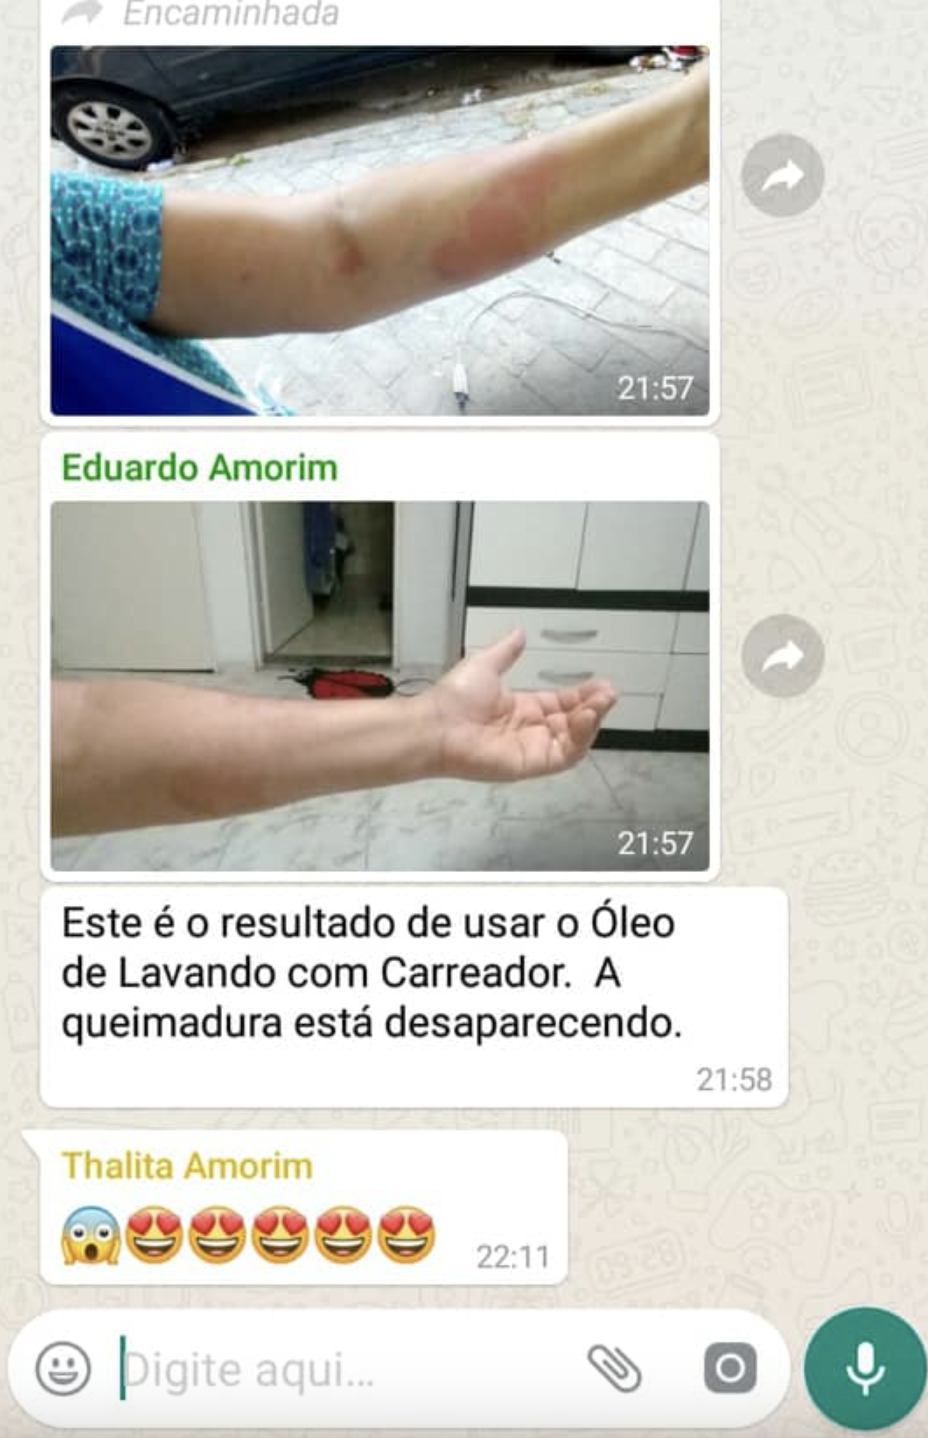 Encaminhada
21:57
Eduardo Amorim
21:57
Este é o resultado de usar o Óleo
de Lavando com Carreador.  A
queimadura está desaparecendo.
21:58
Thalita Amorim
😱😍😍😍😍😍
22:11
Digite aqui...